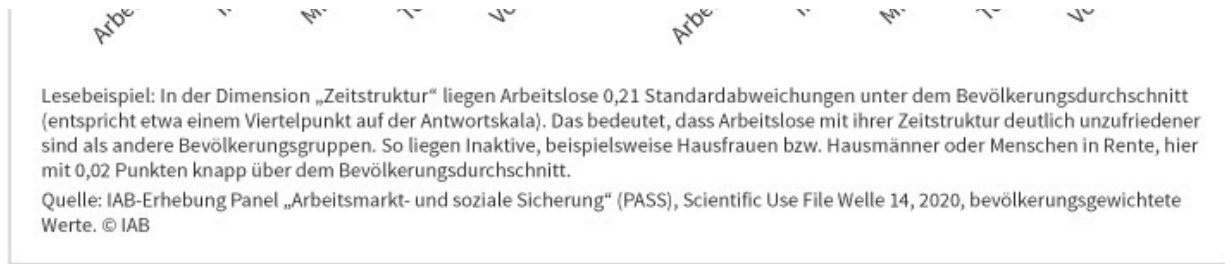 Lesebeispiel: In der Dimension „Zeitstruktur“ liegen Arbeitslose 0,21 Standardabweichungen unter dem Bevölkerungsdurchschnitt
(entspricht etwa einem Viertelpunkt auf der Antwortskala). Das bedeutet, dass Arbeitslose mit ihrer Zeitstruktur deutlich unzufriedener
sind als andere Bevölkerungsgruppen. So liegen Inaktive, beispielsweise Hausfrauen bzw. Hausmänner oder Menschen in Rente, hier
mit 0,02 Punkten knapp über dem Bevölkerungsdurchschnitt.
Quelle: IAB-Erhebung Panel „Arbeitsmarkt- und soziale Sicherung“ (PASS), Scientific Use File Welle 14, 2020, bevölkerungsgewichtete
Werte. © IAB